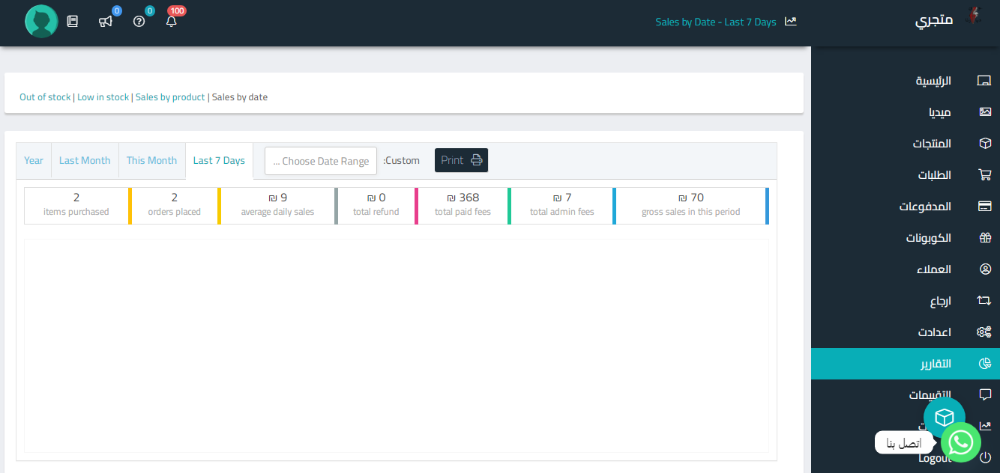 متجري
Sales by Date - Last 7 Days
100
0
0
الرئيسية
ميديا
المنتجات
الطلبات
المدفوعات
الكوبونات
العملاء
ارجاع
اعدادت
التقارير
التقييمات
Logout
اتصل بنا
Out of stock | Low in stock | Sales by product | Sales by date
Year
Last Month
This Month
Last 7 Days
... Choose Date Range
:Custom
Print
2
items purchased
2
orders placed
₪ 9
average daily sales
₪ 0
total refund
₪ 368
total paid fees
₪ 7
total admin fees
₪ 70
gross sales in this period